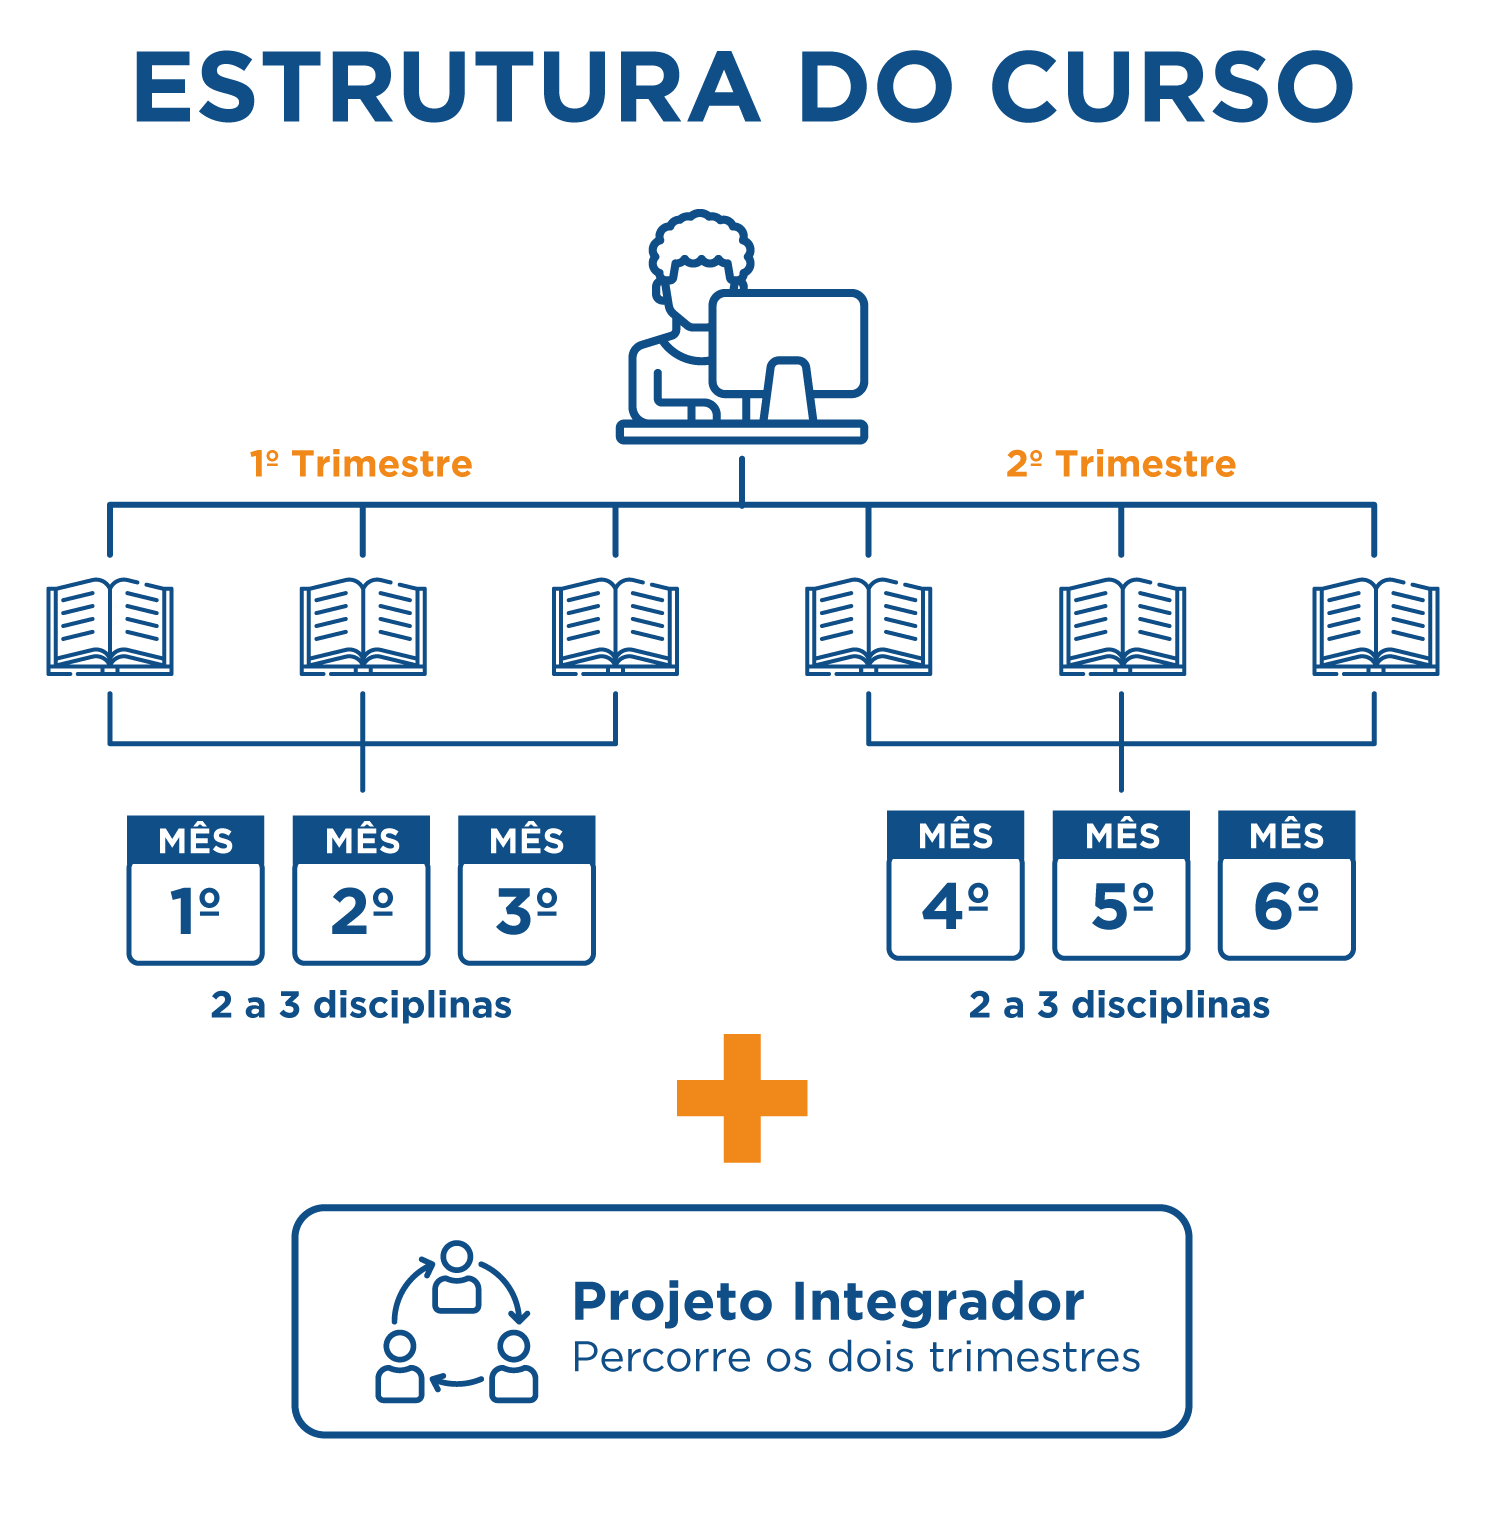 ESTRUTURA DO CURSO
1º Trimestre
2º Trimestre
MÊS
1º
MÊS
2º
MÊS
3º
MÊS
4º
MÊS
5º
MÊS
6º
2 a 3 disciplinas
2 a 3 disciplinas
Projeto Integrador
Percorre os dois trimestres